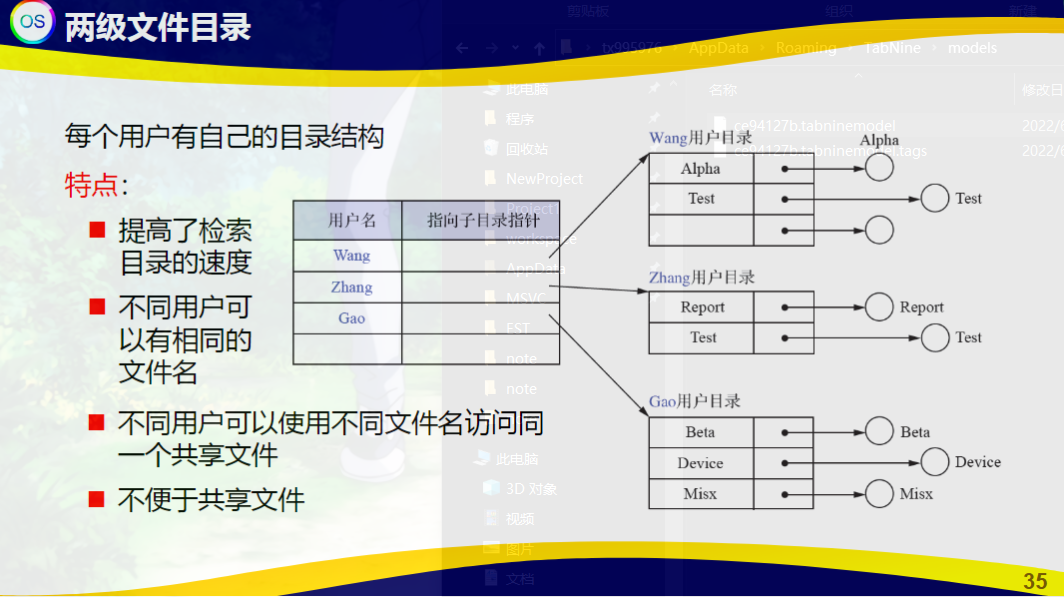 OS
两级文件目录
剪贴板
组织
新建
tx995976 › AppData › Roaming › TabNine › models
此电脑
名称
修改日
程序
ce94127b.tabninemodel
2022/6
回收站
ce94127b.tabninemodel.tags
2022/6
NewProject
Project1
workspace
AppData
MSVC
EST
note
note
此电脑
3D 对象
视频
图片
文档
每个用户有自己的目录结构
特点：
■ 提高了检索
目录的速度
■ 不同用户可
以有相同的
文件名
■ 不同用户可以使用不同文件名访问同
一个共享文件
■ 不便于共享文件
用户名 指向子目录指针
Wang
Zhang
Gao
Wang用户目录
Alpha
Alpha
Test
Test
Zhang用户目录
Report
Report
Test
Test
Gao用户目录
Beta
Beta
Device
Device
Misx
Misx
35